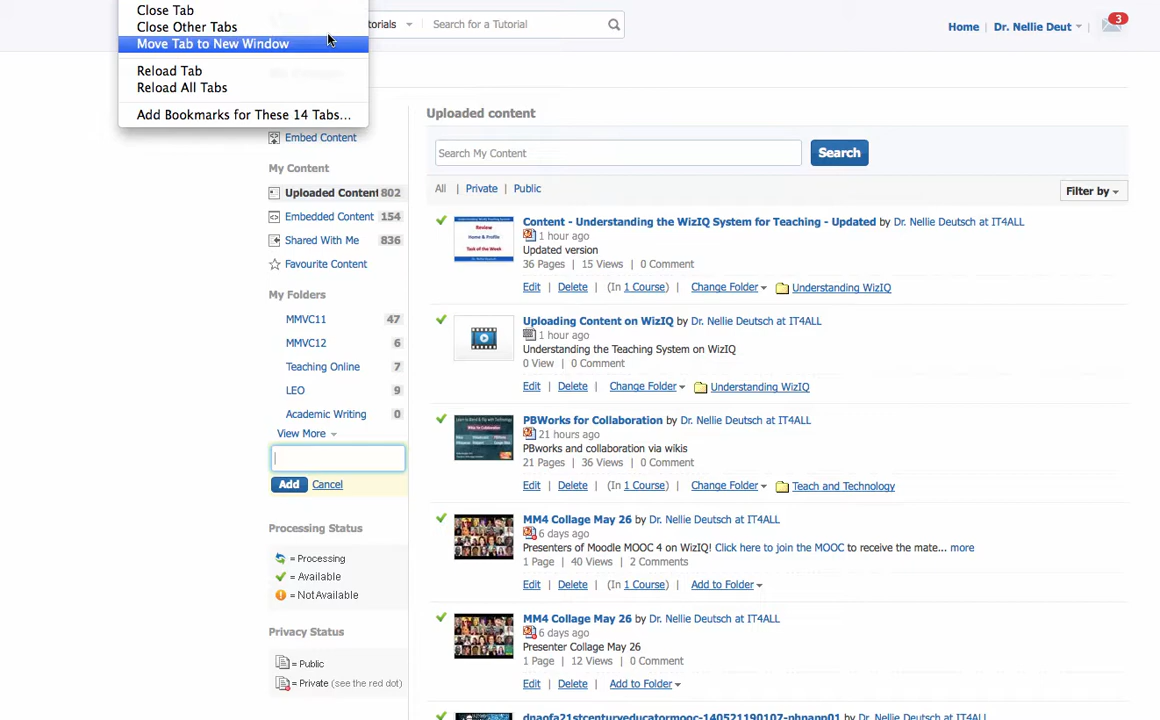 Close Tab
Close Other Tabs
Move Tab to New Window
Reload Tab
Reload All Tabs
Add Bookmarks for These 14 Tabs...
Search for a Tutorial
Home | Dr. Nellie Deut | 3
Embed Content
My Content
Uploaded Content 802
Embedded Content 154
Shared With Me 836
Favourite Content
My Folders
MMVC11 47
MMVC12 6
Teaching Online 7
LEO 9
Academic Writing 0
View More
Add Cancel
Processing Status
= Processing
= Available
= NotAvailable
Privacy Status
= Public
= Private (see the red dot)
Uploaded content
Search My Content Search
All | Private | Public
Filter by
Content - Understanding the WizIQ System for Teaching - Updated by Dr. Nellie Deutsch at IT4ALL
1 hour ago
Updated version
36 Pages | 15 Views | 0 Comment
Edit | Delete | (In 1 Course) | Change Folder Understanding WizIQ
Uploading Content on WizIQ by Dr. Nellie Deutsch at IT4ALL
1 hour ago
Understanding the Teaching System on WizIQ
0 View | 0 Comment
Edit | Delete | Change Folder Understanding WizIQ
PBWorks for Collaboration by Dr. Nellie Deutsch at IT4ALL
21 hours ago
PBworks and collaboration via wikis
21 Pages | 36 Views | 0 Comment
Edit | Delete | (In 1 Course) | Change Folder Teach and Technology
MM4 Collage May 26 by Dr. Nellie Deutsch at IT4ALL
6 days ago
Presenters of Moodle MOOC 4 on WizIQ! Click here to join the MOOC to receive the mate... more
1 Page | 40 Views | 2 Comments
Edit | Delete | (In 1 Course) | Add to Folder
MM4 Collage May 26 by Dr. Nellie Deutsch at IT4ALL
6 days ago
Presenter Collage May 26
1 Page | 12 Views | 0 Comment
Edit | Delete | Add to Folder
dnaofa21stcenturyeducatormooc-140521190107-phpapp01 by Dr. Nellie Deutsch at IT4ALL